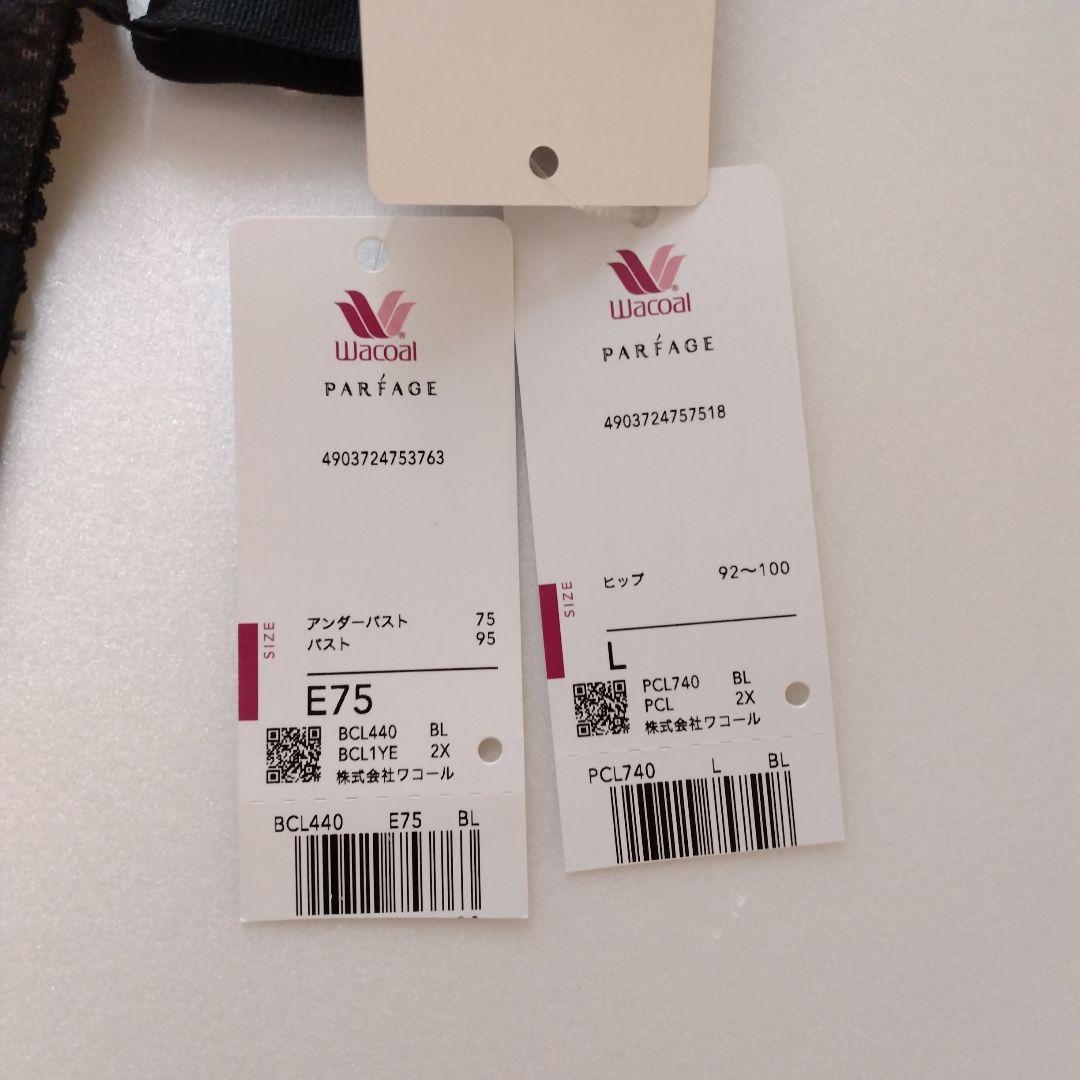 Wacoal
PARFAGE
4903724753763
SIZE
アンダーバスト 75
バスト 95
E75
BCL440 BL
BCL1YE 2X
株式会社ワコール
BCL440 E75 BL
Wacoal
PARFAGE
4903724757518
SIZE
ヒップ 92～100
L
PCL740 BL
PCL 2X
株式会社ワコール
PCL740 L BL